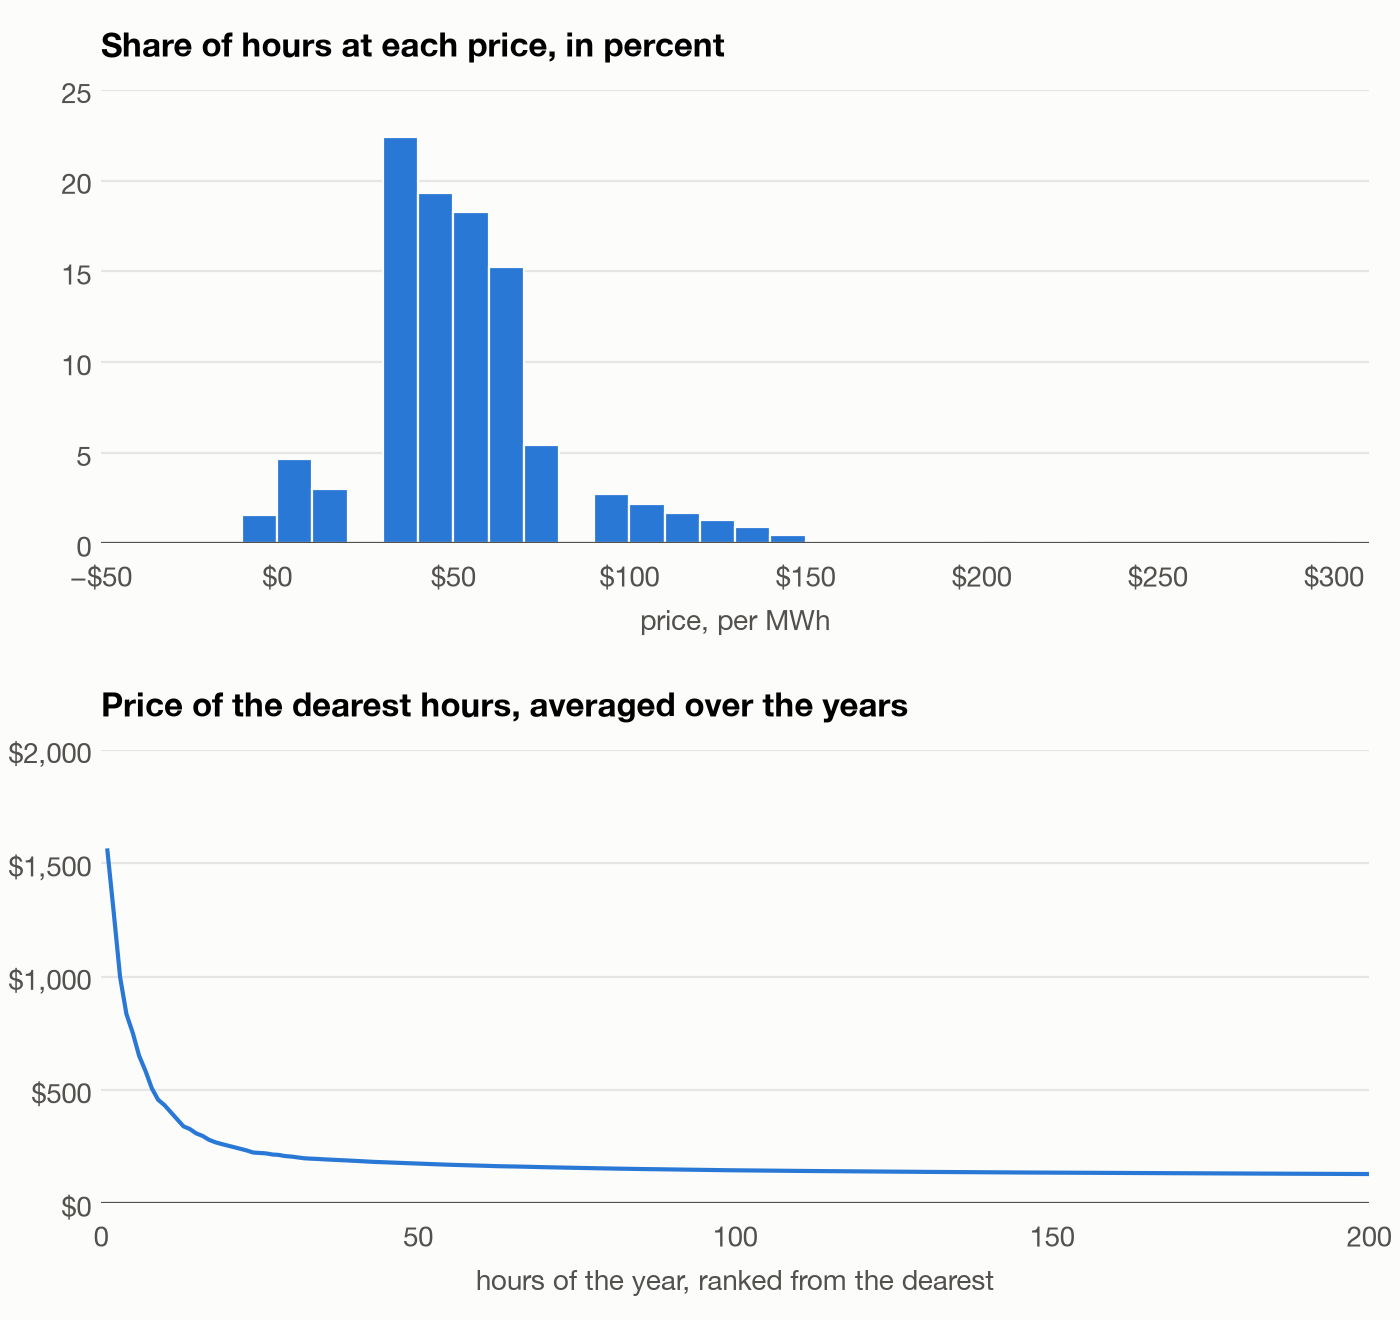 Share of hours at each price, in percent
25
20
15
10
5
0
−$50 $0 $50 $100 $150 $200 $250 $300
price, per MWh
Price of the dearest hours, averaged over the years
$2,000
$1,500
$1,000
$500
$0
0 50 100 150 200
hours of the year, ranked from the dearest